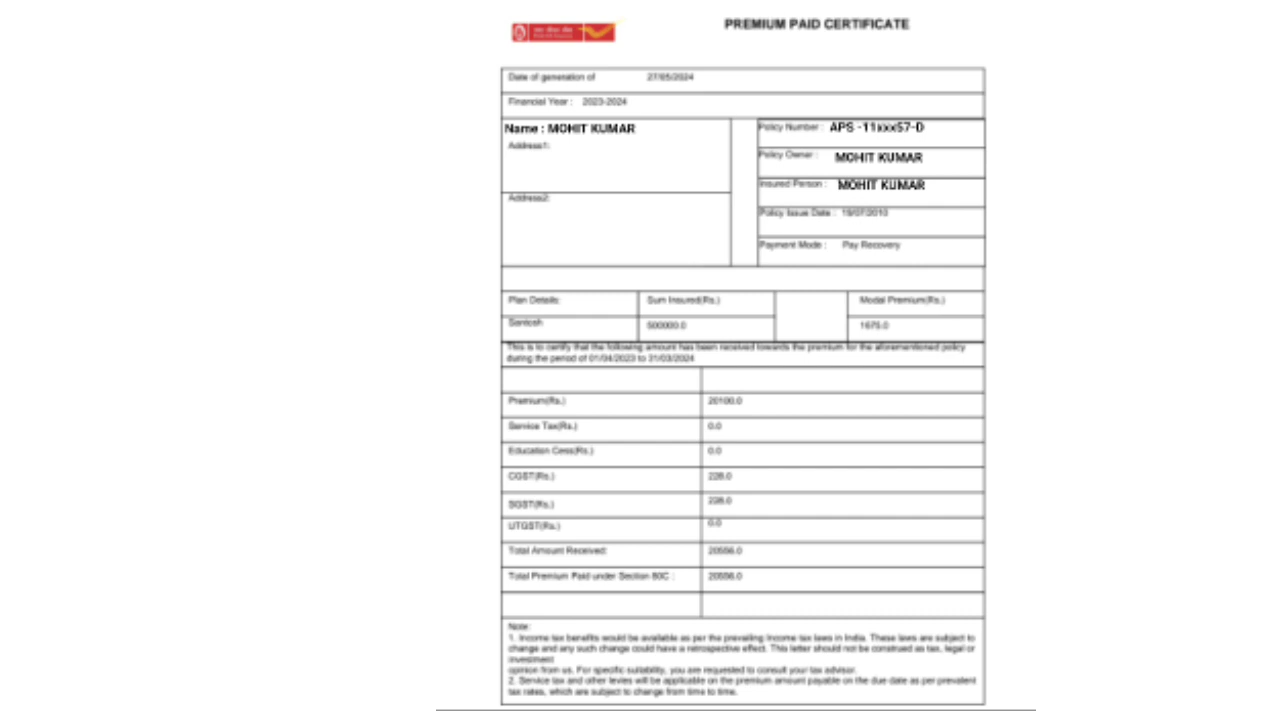 PREMIUM PAID CERTIFICATE
Date of generation of 27/05/2024
Financial Year : 2023-2024
Name : MOHIT KUMAR
Address1:
Address2:
Policy Number : APS -11xxx57-D
Policy Owner : MOHIT KUMAR
Insured Person : MOHIT KUMAR
Policy Issue Date : 19/07/2010
Payment Mode : Pay Recovery
Plan Details: Sum Insured(Rs.) Modal Premium(Rs.)
Santosh 500000.0 1675.0
This is to certify that the following amount has been received towards the premium for the aforementioned policy
during the period of 01/04/2023 to 31/03/2024
Premium(Rs.) 20100.0
Service Tax(Rs.) 0.0
Education Cess(Rs.) 0.0
CGST(Rs.) 228.0
SGST(Rs.) 228.0
UTGST(Rs.) 0.0
Total Amount Received: 20556.0
Total Premium Paid under Section 80C : 20556.0
Note:
1. Income tax benefits would be available as per the prevailing Income tax laws in India. These laws are subject to
change and any such change could have a retrospective effect. This letter should not be construed as tax, legal or
investment
opinion from us. For specific suitability, you are requested to consult your tax advisor.
2. Service tax and other levies will be applicable on the premium amount payable on the due date as per prevalent
tax rates, which are subject to change from time to time.